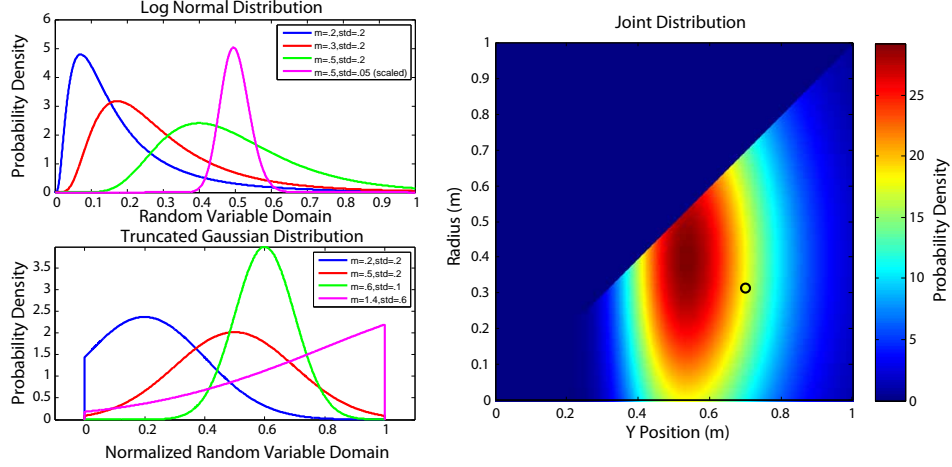 Log Normal Distribution
6
5
4
3
2
1
0
Probability Density
m=.2,std=.2
m=.3,std=.2
m=.5,std=.2
m=.5,std=.05 (scaled)
0 0.1 0.2 0.3 0.4 0.5 0.6 0.7 0.8 0.9 1
Random Variable Domain
Truncated Gaussian Distribution
3.5
3
2.5
2
1.5
1
0.5
0
Probability Density
m=.2,std=.2
m=.5,std=.2
m=.6,std=.1
m=1.4,std=.6
0 0.2 0.4 0.6 0.8 1
Normalized Random Variable Domain
Joint Distribution
1
0.9
0.8
0.7
0.6
0.5
0.4
0.3
0.2
0.1
0
Radius (m)
0 0.2 0.4 0.6 0.8 1
Y Position (m)
25
20
15
10
5
0
Probability Density